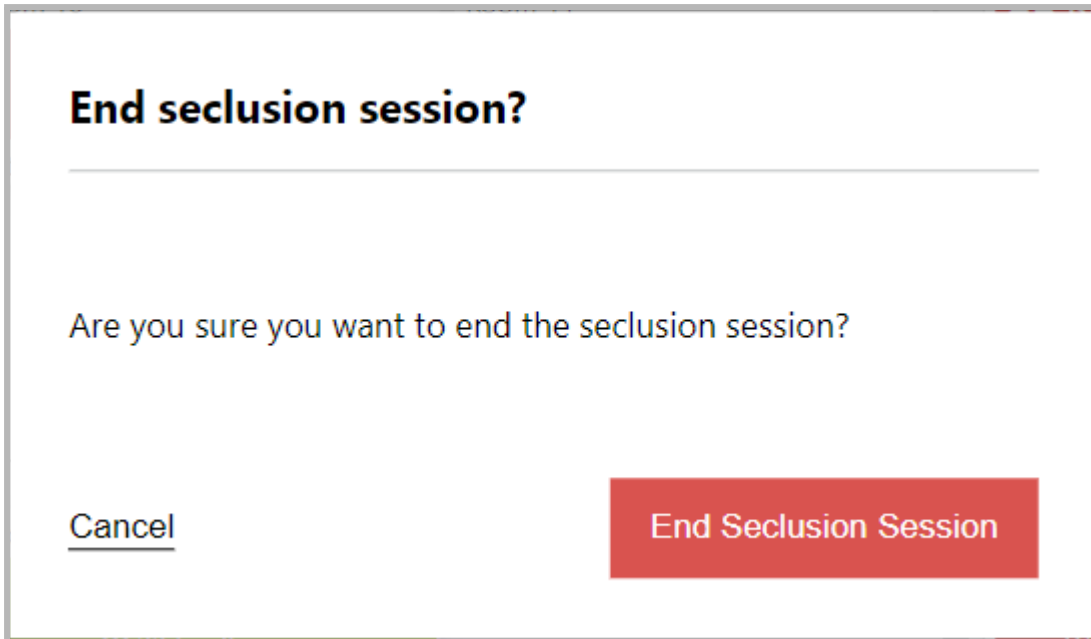 End seclusion session?
Are you sure you want to end the seclusion session?
Cancel
End Seclusion Session